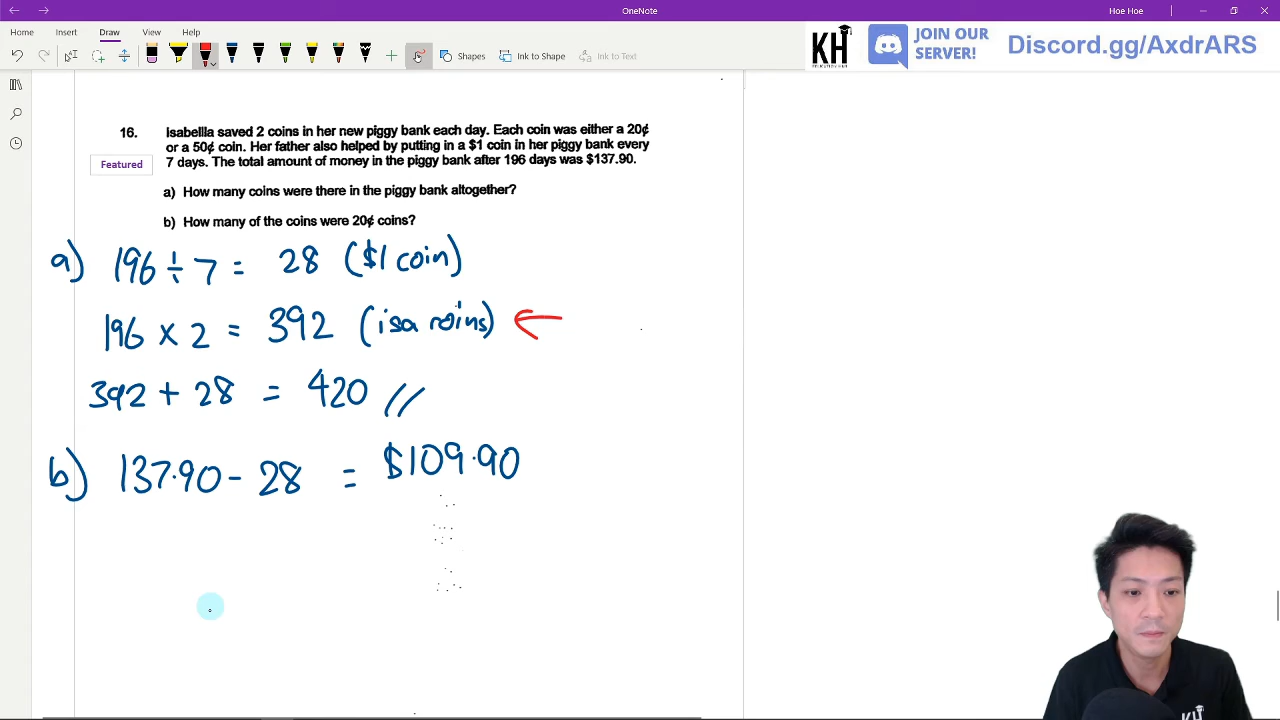 OneNote
Hoe Hoe
Home Insert Draw View Help
Shapes Ink to Shape Ink to Text
KH
JOIN OUR SERVER!
Discord.gg/AxdrARS
16. Isabellla saved 2 coins in her new piggy bank each day. Each coin was either a 20¢
or a 50¢ coin. Her father also helped by putting in a $1 coin in her piggy bank every
7 days. The total amount of money in the piggy bank after 196 days was $137.90.
Featured
a) How many coins were there in the piggy bank altogether?
b) How many of the coins were 20¢ coins?
a) 196 ÷ 7 = 28 ($1 coin)
196 x 2 = 392 (isa coins)
392 + 28 = 420 //
b) 137.90 - 28 = $109.90
KH